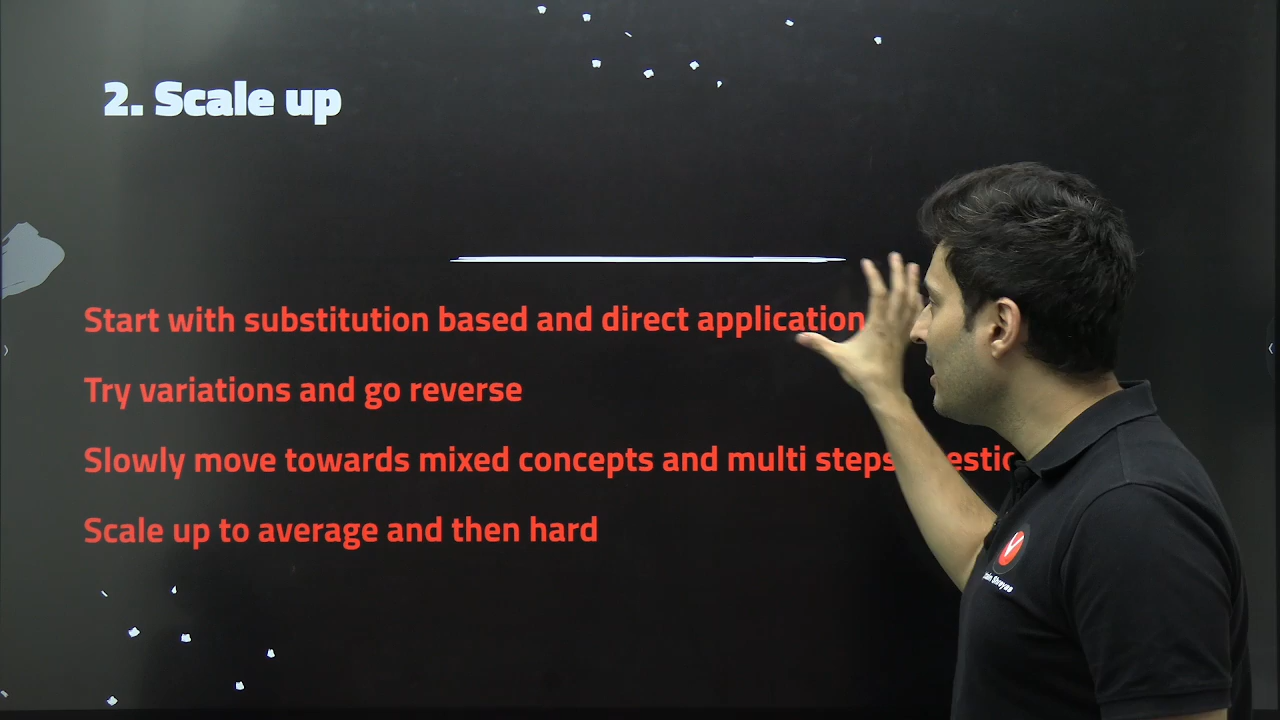 2. Scale up
Start with substitution based and direct application
Try variations and go reverse
Slowly move towards mixed concepts and multi steps
Scale up to average and then hard